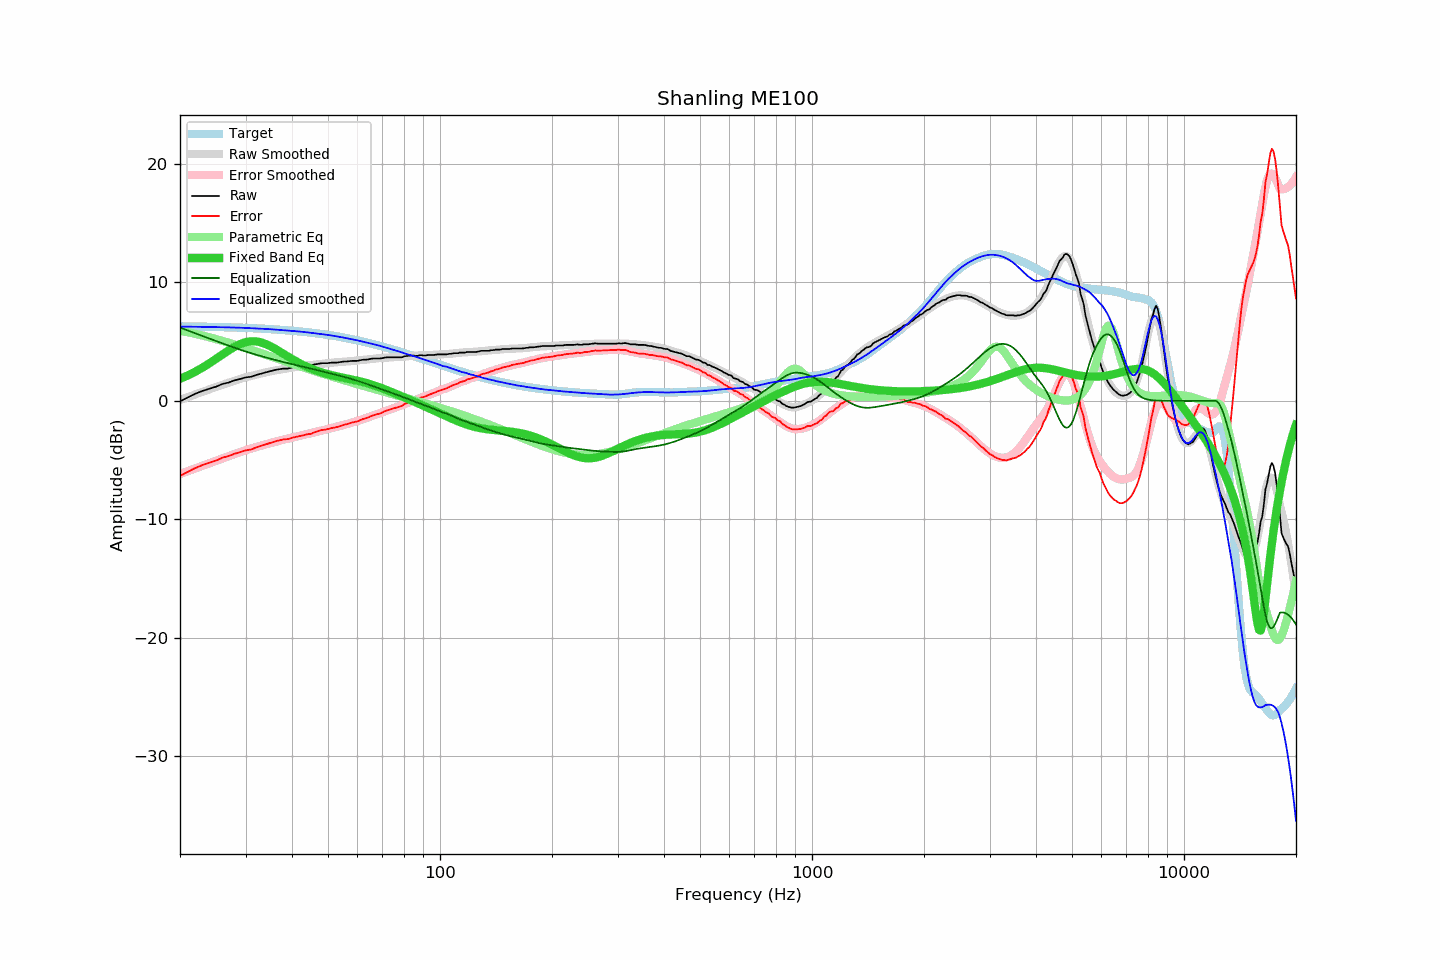 Shanling ME100
Target
Raw Smoothed
Error Smoothed
Raw
Error
Parametric Eq
Fixed Band Eq
Equalization
Equalized smoothed
20
10
0
−10
−20
−30
Amplitude (dBr)
100
1000
10000
Frequency (Hz)